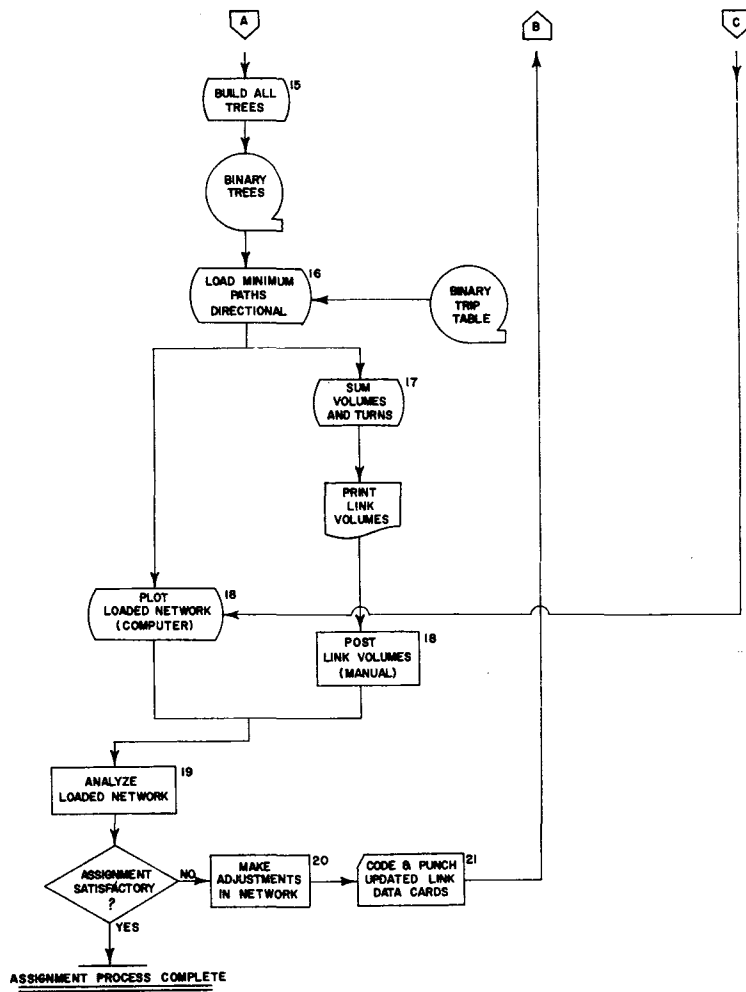 A
B
C
15
BUILD ALL
TREES
BINARY
TREES
16
LOAD MINIMUM
PATHS
DIRECTIONAL
BINARY
TRIP
TABLE
17
SUM
VOLUMES
AND TURNS
PRINT
LINK
VOLUMES
18
PLOT
LOADED NETWORK
(COMPUTER)
18
POST
LINK VOLUMES
(MANUAL)
19
ANALYZE
LOADED NETWORK
ASSIGNMENT
SATISFACTORY
?
NO
20
MAKE
ADJUSTMENTS
IN NETWORK
21
CODE & PUNCH
UPDATED LINK
DATA CARDS
YES
ASSIGNMENT PROCESS COMPLETE